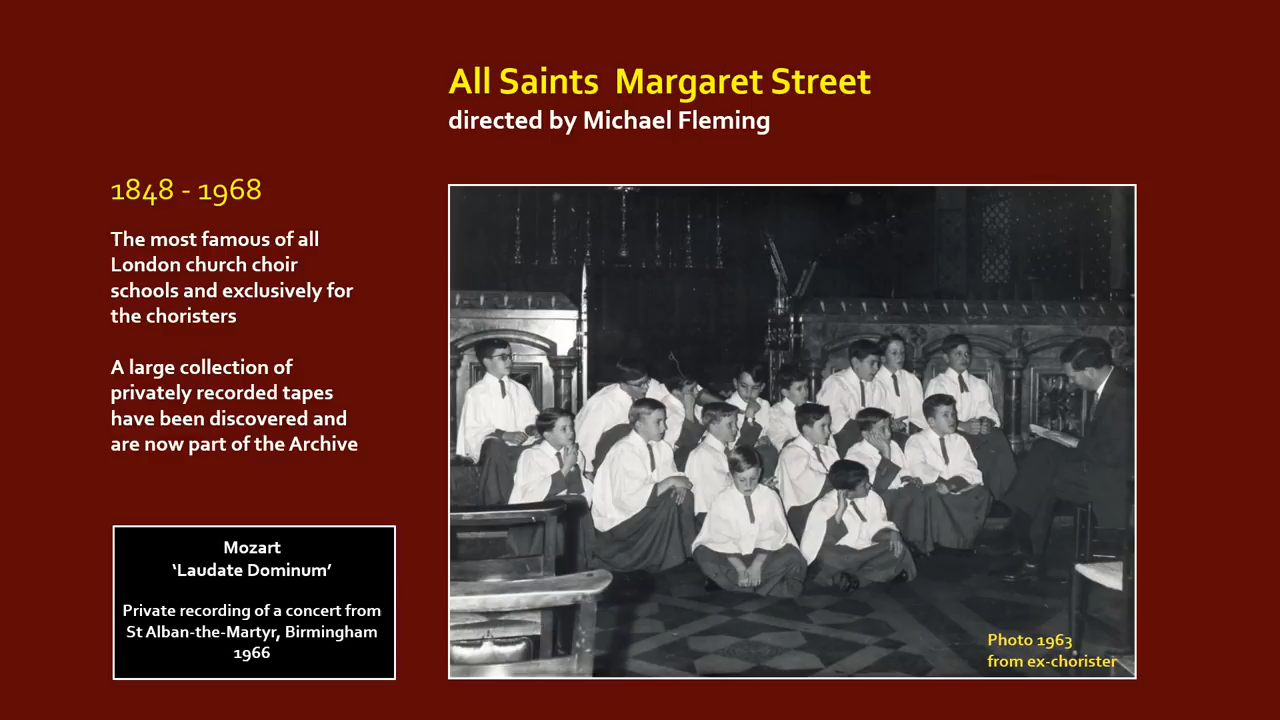 All Saints  Margaret Street
directed by Michael Fleming
1848 - 1968
The most famous of all
London church choir
schools and exclusively for
the choristers
A large collection of
privately recorded tapes
have been discovered and
are now part of the Archive
Mozart
‘Laudate Dominum’
Private recording of a concert from
St Alban-the-Martyr, Birmingham
1966
Photo 1963
from ex-chorister